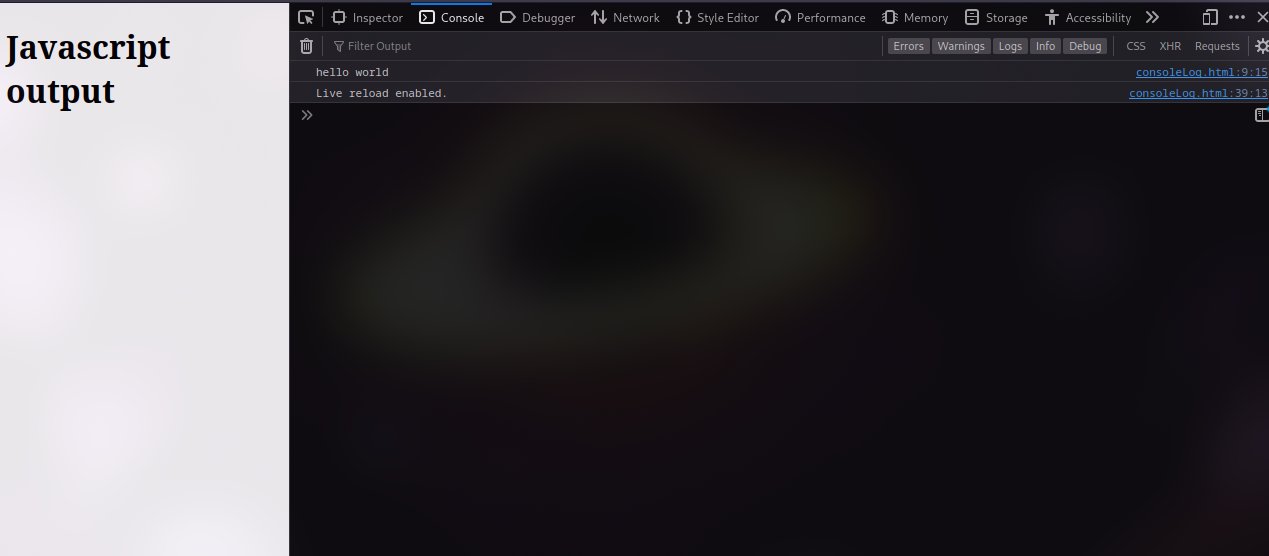 Javascript
output
Inspector Console Debugger Network Style Editor Performance Memory Storage Accessibility
Filter Output Errors Warnings Logs Info Debug CSS XHR Requests
hello world consoleLog.html:9:15
Live reload enabled. consoleLog.html:39:13